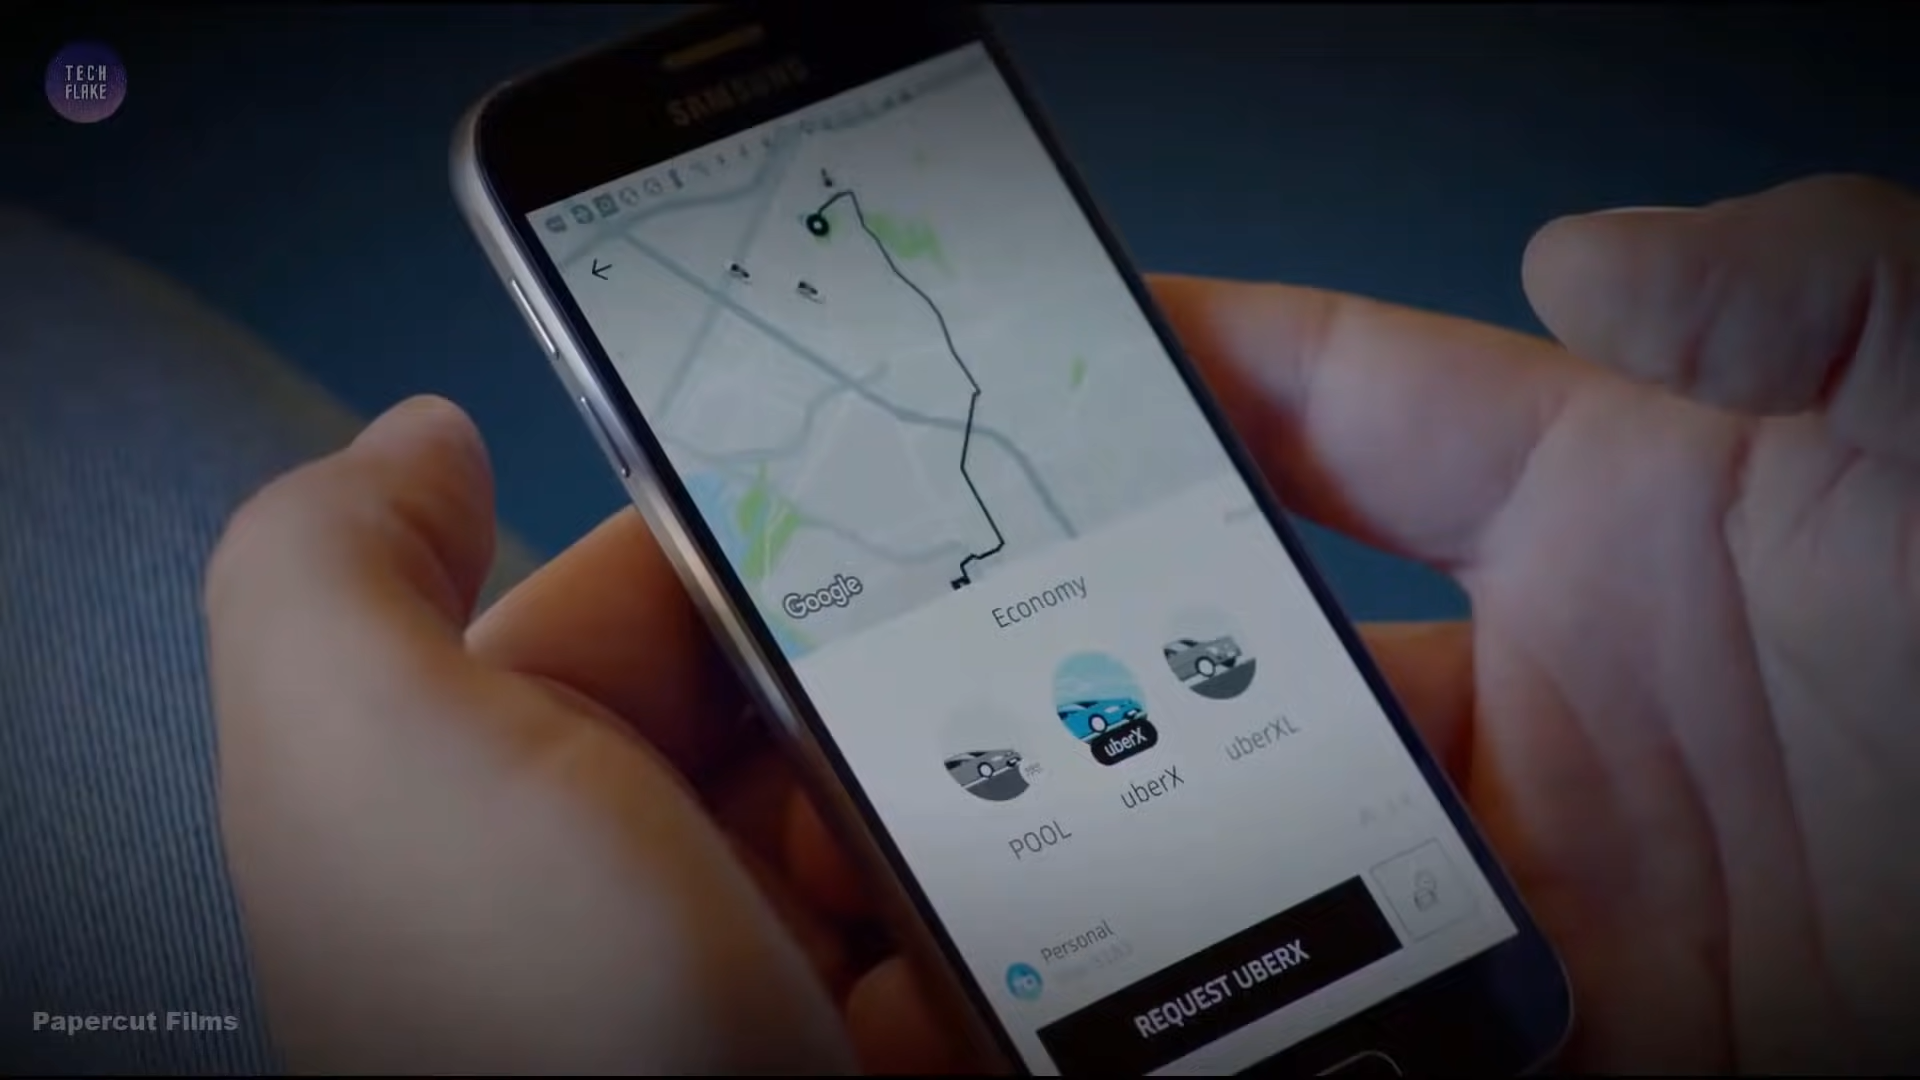 TECH
FLAKE
SAMSUNG
Google
Economy
uberX
POOL
uberX
uberXL
Personal
REQUEST UBERX
Papercut Films